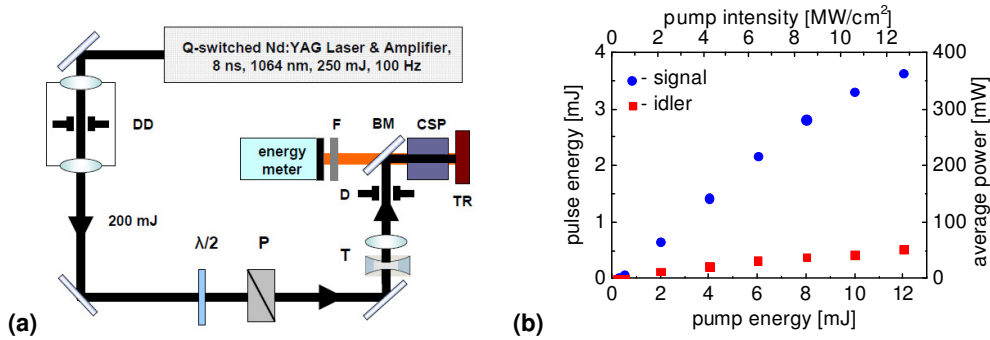 Q-switched Nd:YAG Laser & Amplifier,
8 ns, 1064 nm, 250 mJ, 100 Hz
DD
F
BM
CSP
energy
meter
D
TR
200 mJ
λ/2
P
T
(a)
pump intensity [MW/cm²]
0 2 4 6 8 10 12
4
3
2
1
0
pulse energy [mJ]
- signal
- idler
400
300
200
100
0
average power [mW]
0 2 4 6 8 10 12
pump energy [mJ]
(b)